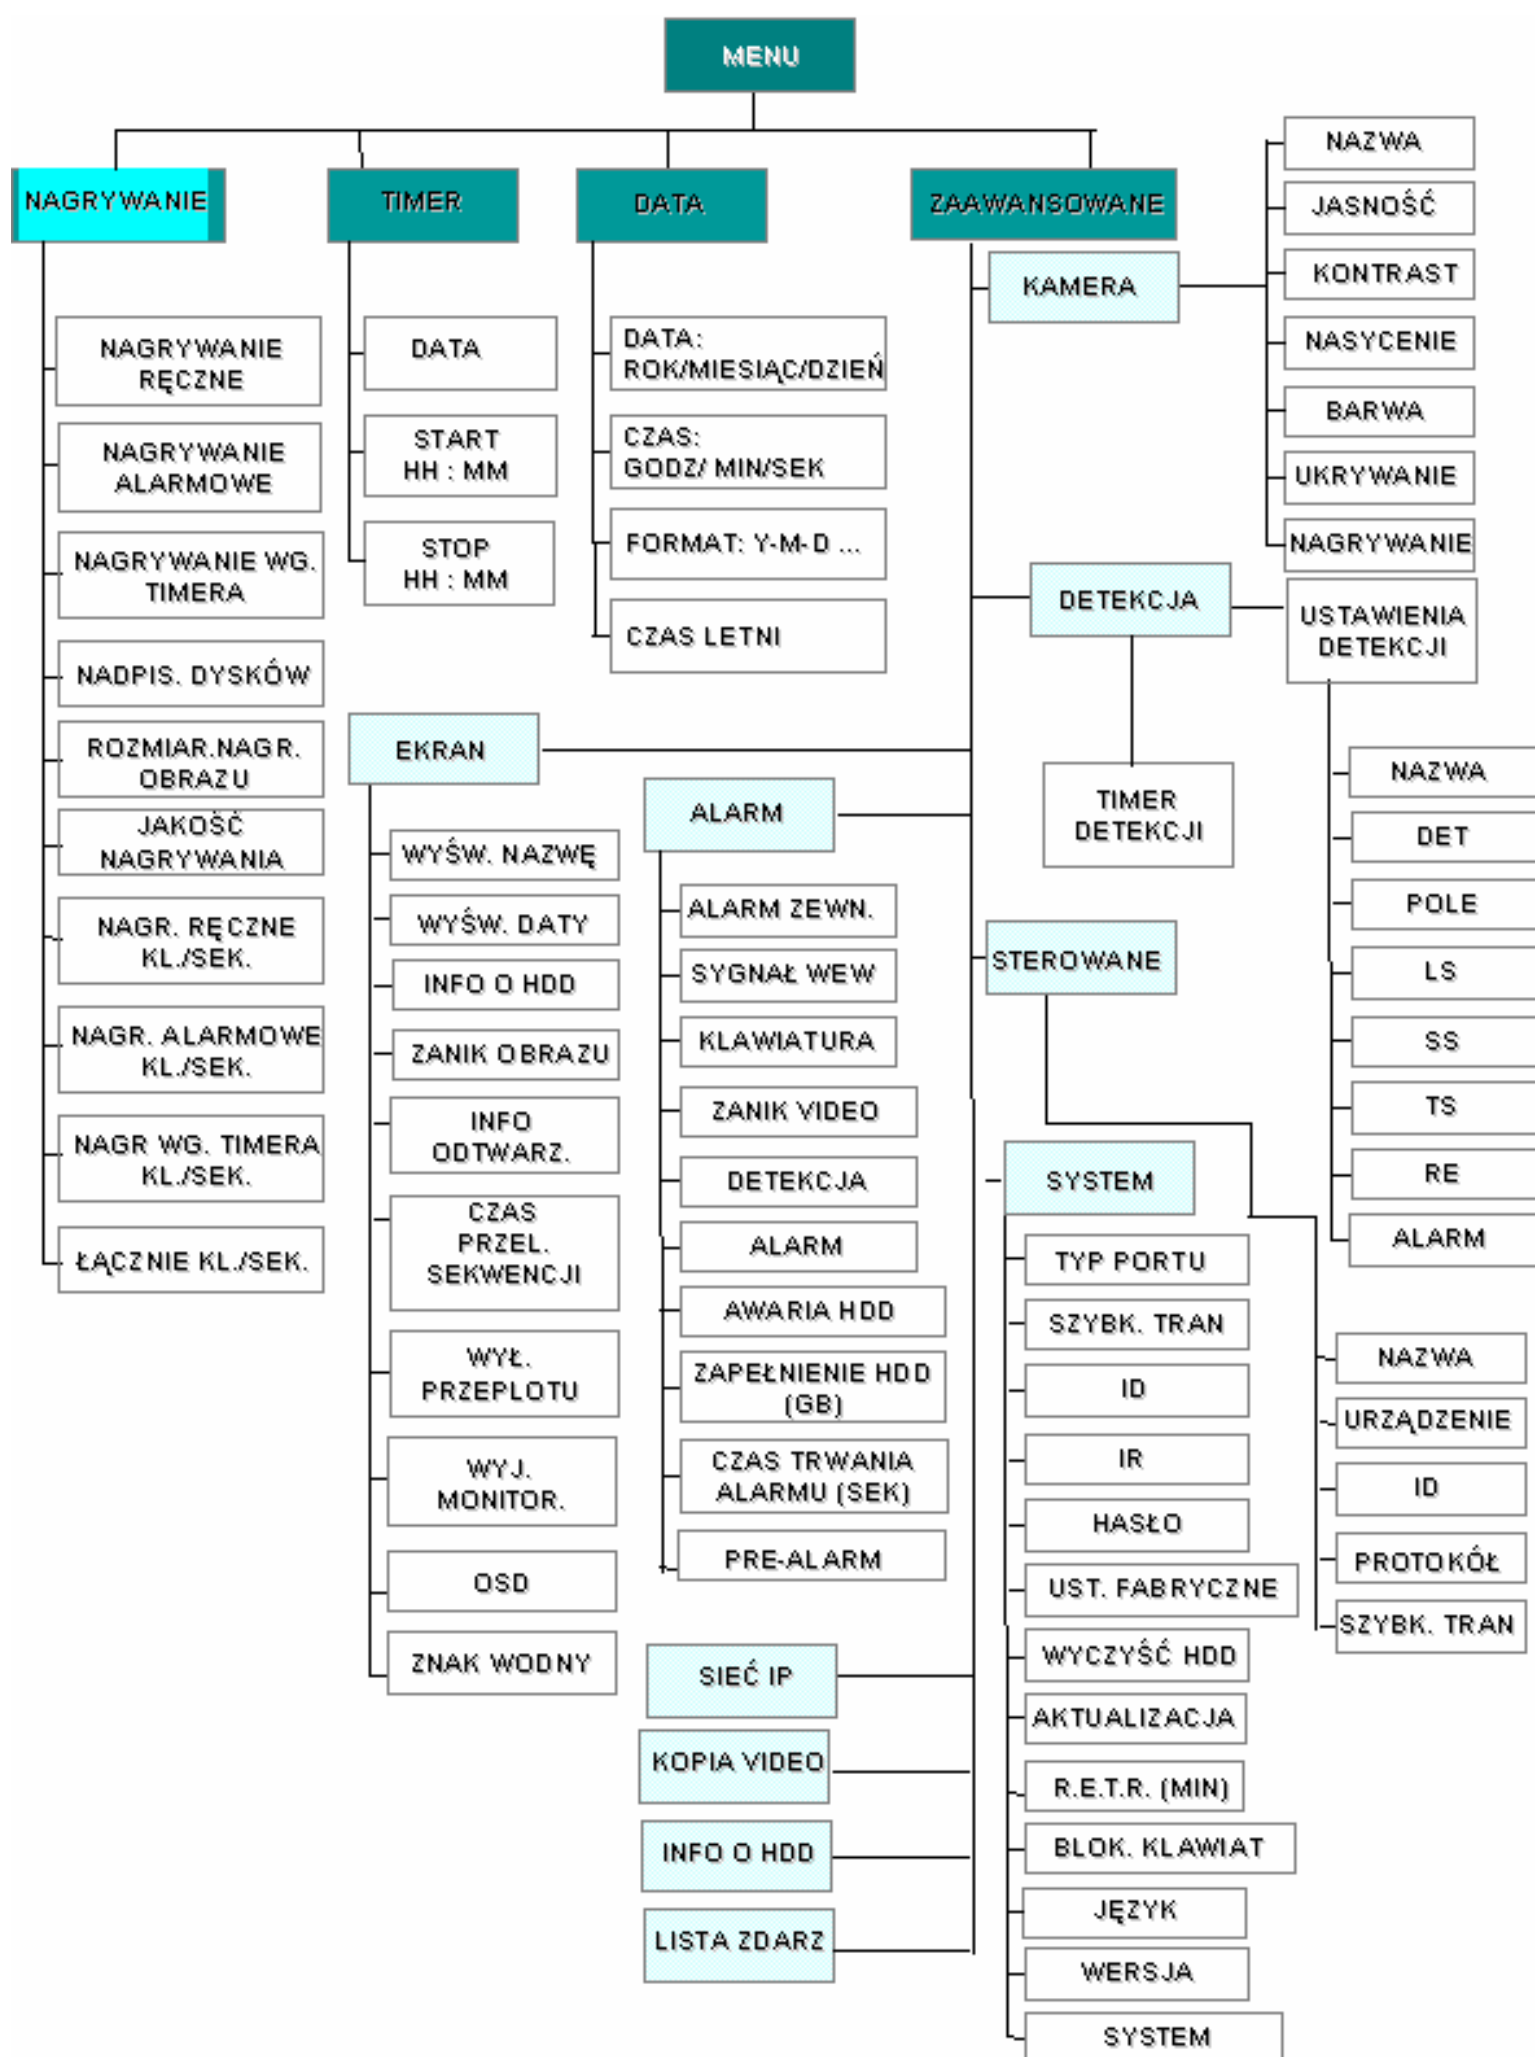 MENU
NAGRYWANIE
TIMER
DATA
ZAAWANSOWANE
NAGRYWANIE
RĘCZNE
NAGRYWANIE
ALARMOWE
NAGRYWANIE WG.
TIMERA
NADPIS. DYSKÓW
ROZMIAR.NAGR.
OBRAZU
JAKOŚĆ
NAGRYWANIA
NAGR. RĘCZNE
KL./SEK.
NAGR. ALARMOWE
KL./SEK.
NAGR WG. TIMERA
KL./SEK.
ŁĄCZNIE KL./SEK.
DATA
START
HH : MM
STOP
HH : MM
DATA:
ROK/MIESIĄC/DZIEŃ
CZAS:
GODZ/ MIN/SEK
FORMAT: Y-M-D ...
CZAS LETNI
KAMERA
NAZWA
JASNOŚĆ
KONTRAST
NASYCENIE
BARWA
UKRYWANIE
NAGRYWANIE
DETEKCJA
USTAWIENIA
DETEKCJI
TIMER
DETEKCJI
NAZWA
DET
POLE
LS
SS
TS
RE
ALARM
EKRAN
WYŚW. NAZWĘ
WYŚW. DATY
INFO O HDD
ZANIK OBRAZU
INFO
ODTWARZ.
CZAS
PRZEL.
SEKWENCJI
WYŁ.
PRZEPLOTU
WYJ.
MONITOR.
OSD
ZNAK WODNY
ALARM
ALARM ZEWN.
SYGNAŁ WEW
KLAWIATURA
ZANIK VIDEO
DETEKCJA
ALARM
AWARIA HDD
ZAPEŁNIENIE HDD
(GB)
CZAS TRWANIA
ALARMU (SEK)
PRE-ALARM
STEROWANE
NAZWA
URZĄDZENIE
ID
PROTOKÓŁ
SZYBK. TRAN
SYSTEM
TYP PORTU
SZYBK. TRAN
ID
IR
HASŁO
UST. FABRYCZNE
WYCZYŚĆ HDD
AKTUALIZACJA
R.E.T.R. (MIN)
BLOK. KLAWIAT
JĘZYK
WERSJA
SYSTEM
SIEĆ IP
KOPIA VIDEO
INFO O HDD
LISTA ZDARZ